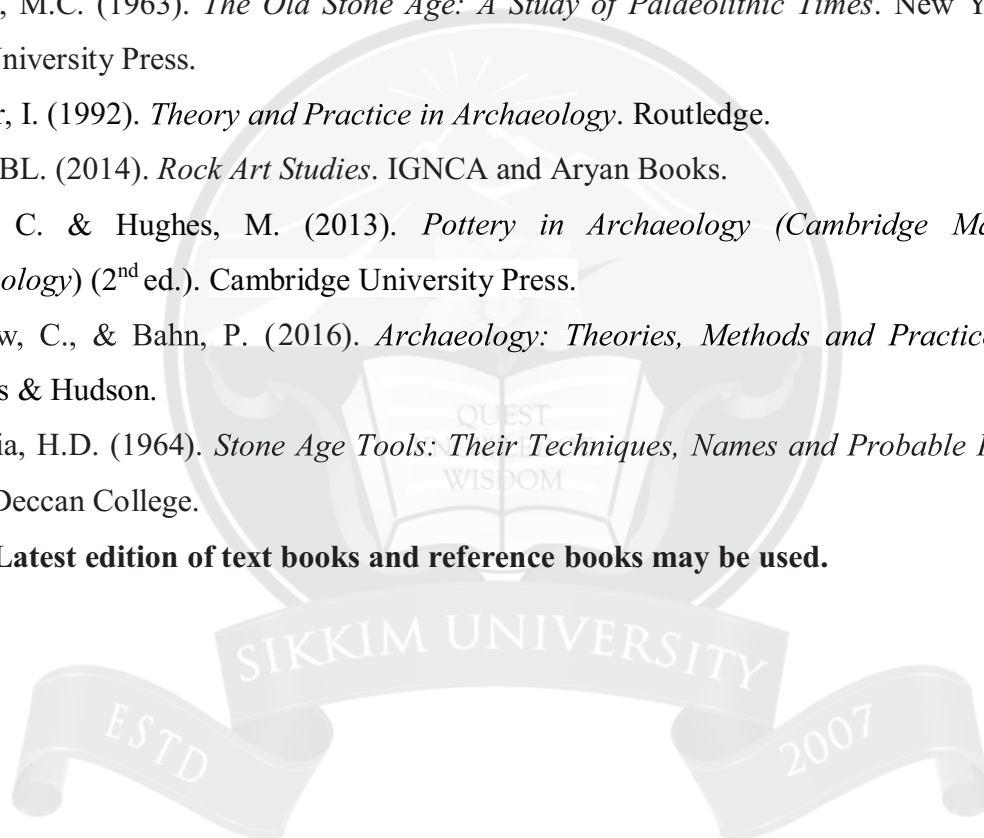 , M.C. (1963). The Old Stone Age: A Study of Palaeolithic Times. New Y
niversity Press.
r, I. (1992). Theory and Practice in Archaeology. Routledge.
BL. (2014). Rock Art Studies. IGNCA and Aryan Books.
C. & Hughes, M. (2013). Pottery in Archaeology (Cambridge Ma
ology) (2nd ed.). Cambridge University Press.
w, C., & Bahn, P. (2016). Archaeology: Theories, Methods and Practic
s & Hudson.
ia, H.D. (1964). Stone Age Tools: Their Techniques, Names and Probable
Deccan College.
Latest edition of text books and reference books may be used.
QUEST
WISDOM
SIKKIM UNIVERSITY
ESTD
2007